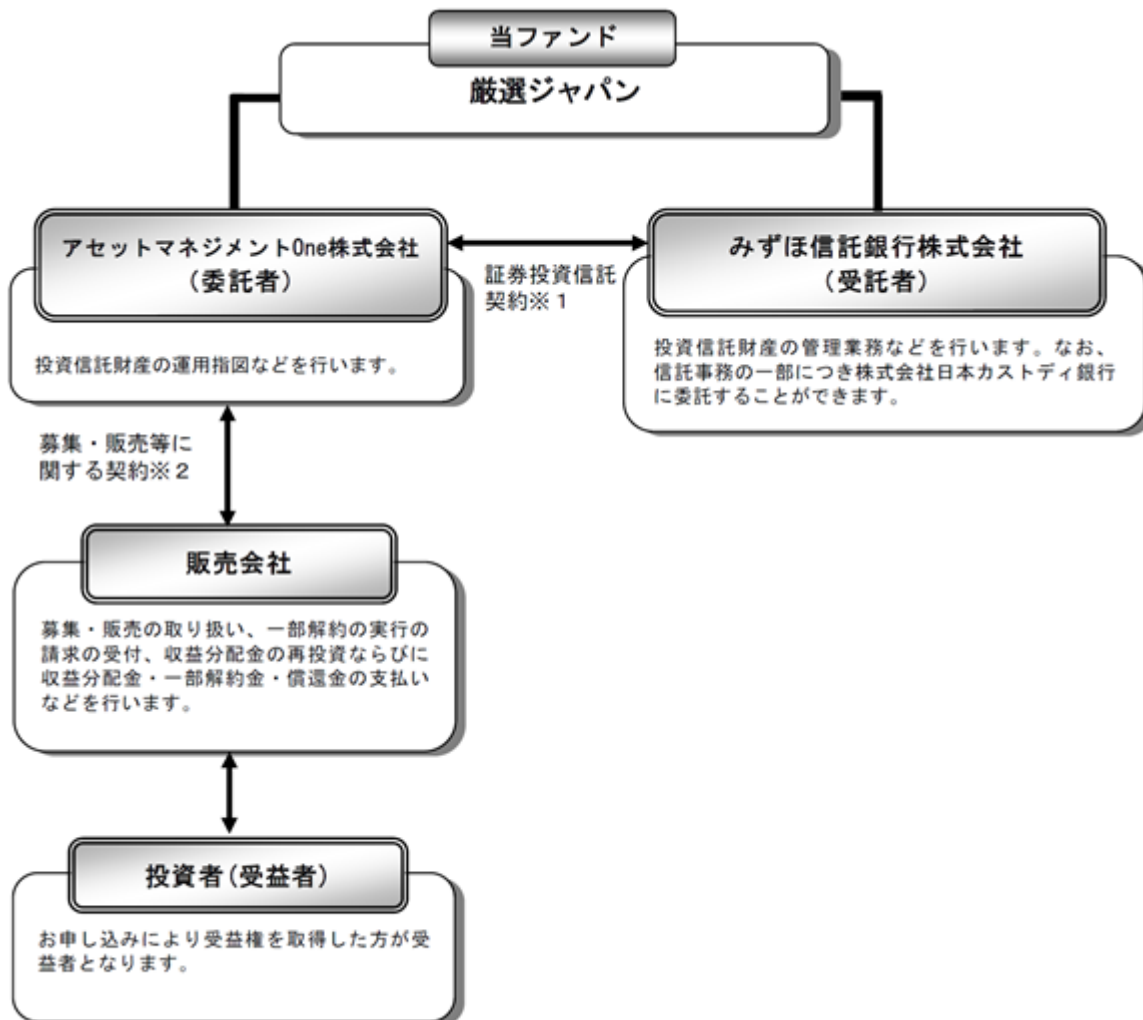 当ファンド
厳選ジャパン
アセットマネジメントOne株式会社
(委託者)
投資信託財産の運用指図などを行います。
証券投資信託
契約※1
みずほ信託銀行株式会社
(受託者)
投資信託財産の管理業務などを行います。なお、
信託事務の一部につき株式会社日本カストディ銀行
に委託することができます。
募集・販売等に
関する契約※2
販売会社
募集・販売の取り扱い、一部解約の実行の
請求の受付、収益分配金の再投資ならびに
収益分配金・一部解約金・償還金の支払い
などを行います。
投資者(受益者)
お申し込みにより受益権を取得した方が受
益者となります。